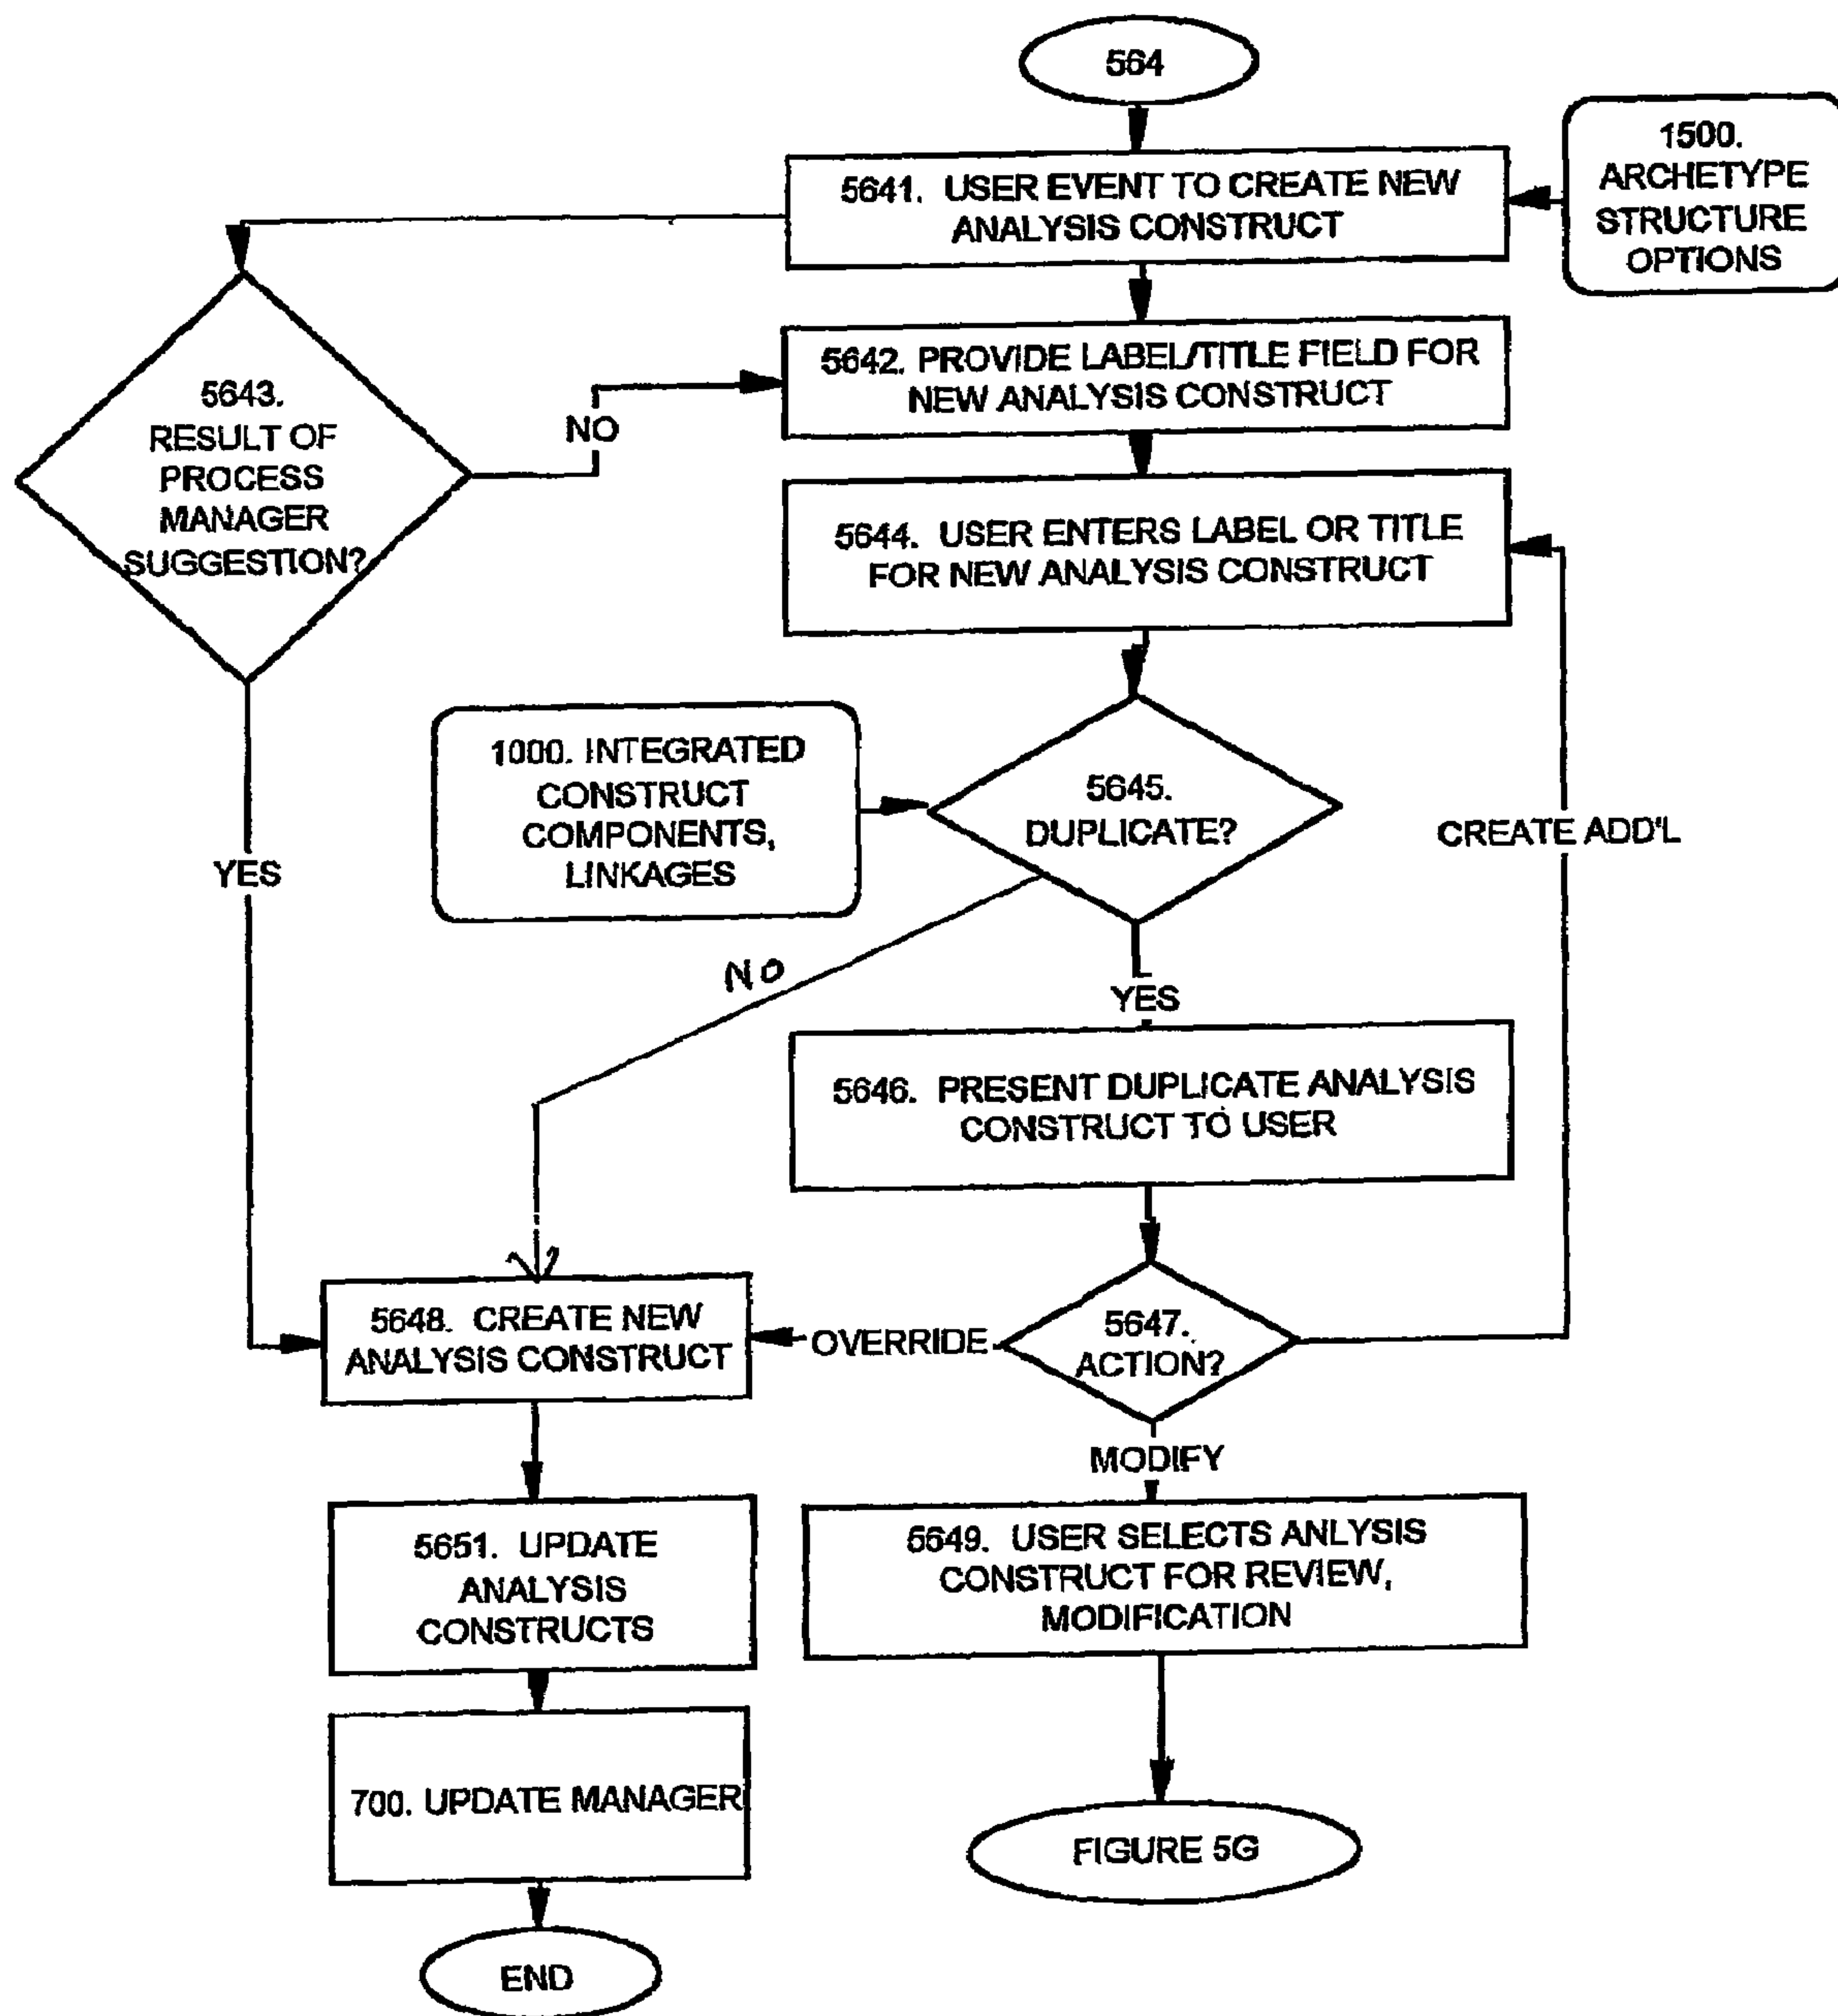 564
1500.
ARCHETYPE
STRUCTURE
OPTIONS
5641. USER EVENT TO CREATE NEW
ANALYSIS CONSTRUCT
5642. PROVIDE LABEL/TITLE FIELD FOR
NEW ANALYSIS CONSTRUCT
5643.
RESULT OF
PROCESS
MANAGER
SUGGESTION?
NO
5644. USER ENTERS LABEL OR TITLE
FOR NEW ANALYSIS CONSTRUCT
1000. INTEGRATED
CONSTRUCT
COMPONENTS,
LINKAGES
5645.
DUPLICATE?
CREATE ADD'L
YES
NO
YES
5646. PRESENT DUPLICATE ANALYSIS
CONSTRUCT TO USER
5648. CREATE NEW
ANALYSIS CONSTRUCT
OVERRIDE
5647.
ACTION?
MODIFY
5651. UPDATE
ANALYSIS
CONSTRUCTS
5649. USER SELECTS ANLYSIS
CONSTRUCT FOR REVIEW,
MODIFICATION
700. UPDATE MANAGER
FIGURE 5G
END